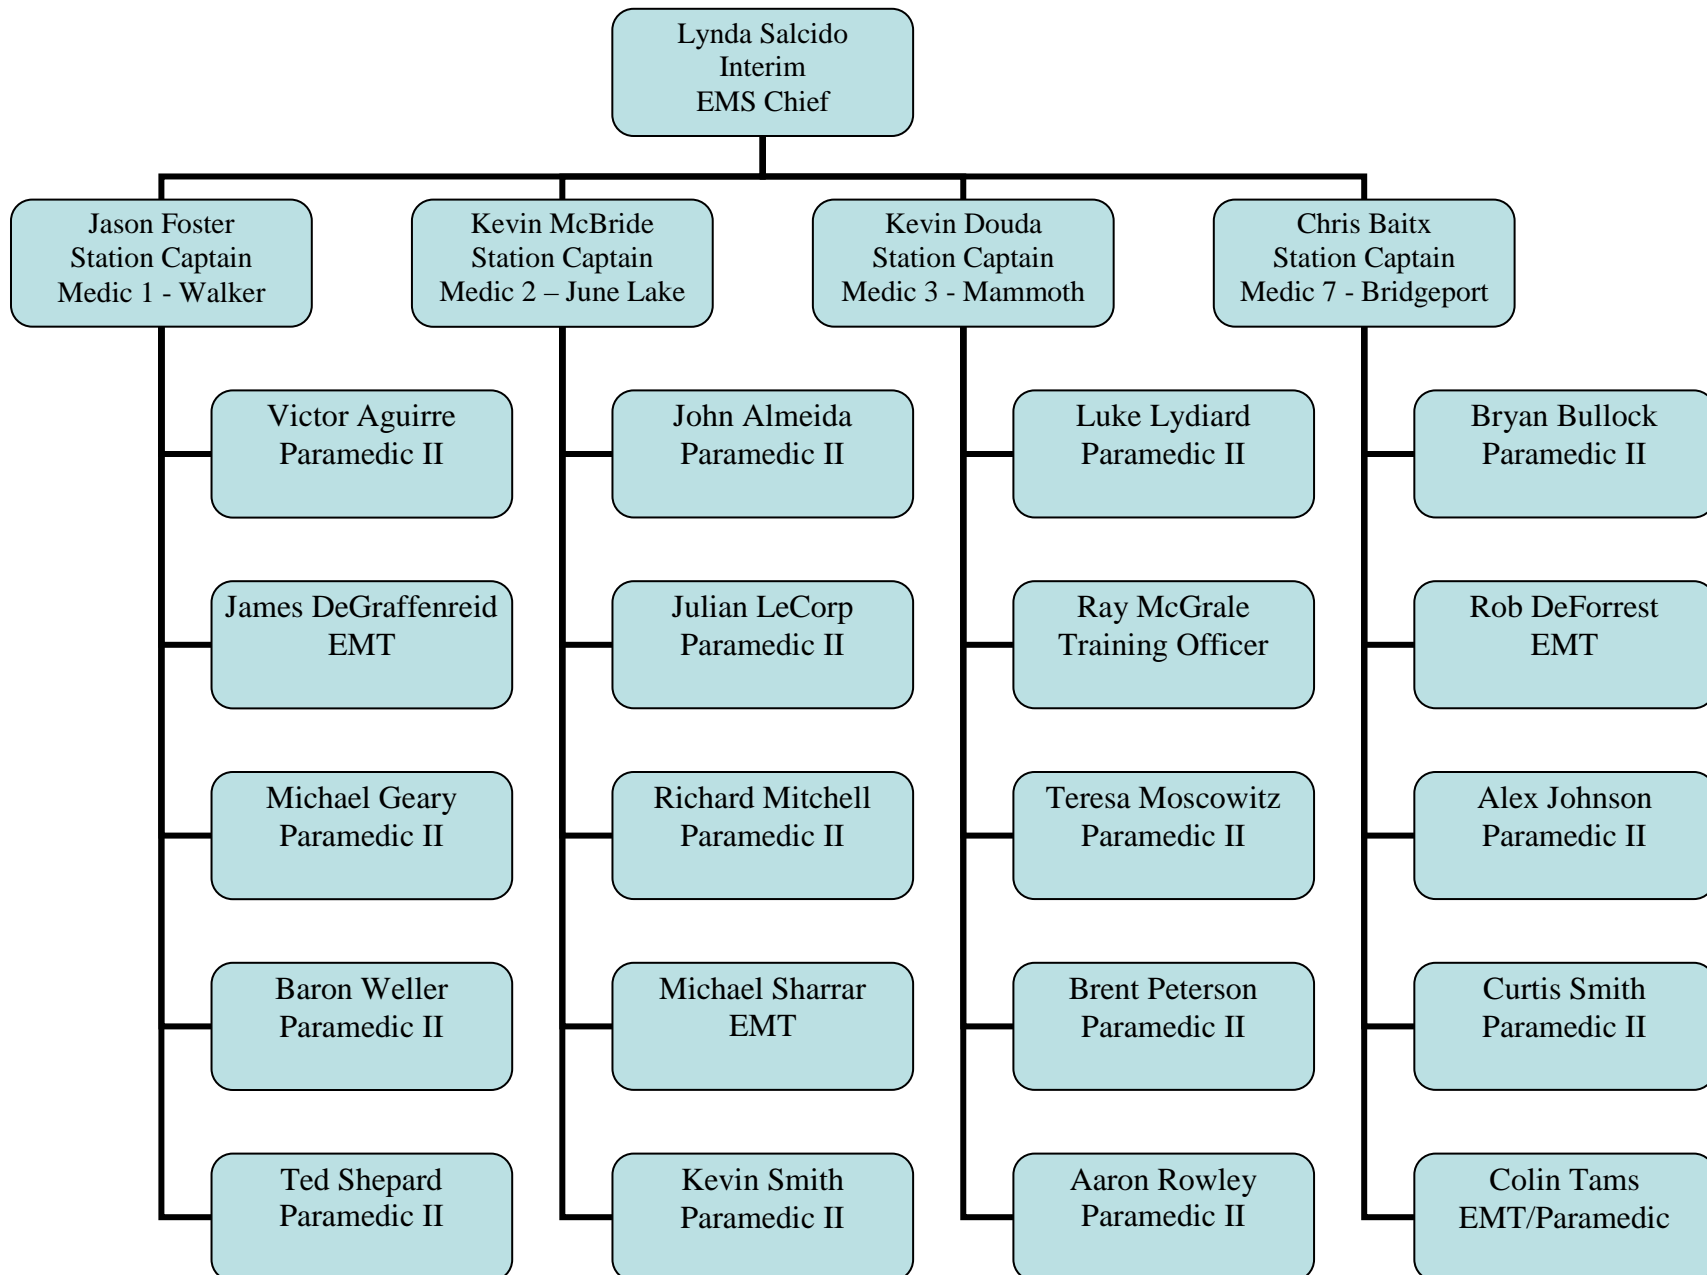 Lynda Salcido
Interim
EMS Chief
Jason Foster
Station Captain
Medic 1 - Walker
Kevin McBride
Station Captain
Medic 2 – June Lake
Kevin Douda
Station Captain
Medic 3 - Mammoth
Chris Baitx
Station Captain
Medic 7 - Bridgeport
Victor Aguirre
Paramedic II
John Almeida
Paramedic II
Luke Lydiard
Paramedic II
Bryan Bullock
Paramedic II
James DeGraffenreid
EMT
Julian LeCorp
Paramedic II
Ray McGrale
Training Officer
Rob DeForrest
EMT
Michael Geary
Paramedic II
Richard Mitchell
Paramedic II
Teresa Moscowitz
Paramedic II
Alex Johnson
Paramedic II
Baron Weller
Paramedic II
Michael Sharrar
EMT
Brent Peterson
Paramedic II
Curtis Smith
Paramedic II
Ted Shepard
Paramedic II
Kevin Smith
Paramedic II
Aaron Rowley
Paramedic II
Colin Tams
EMT/Paramedic